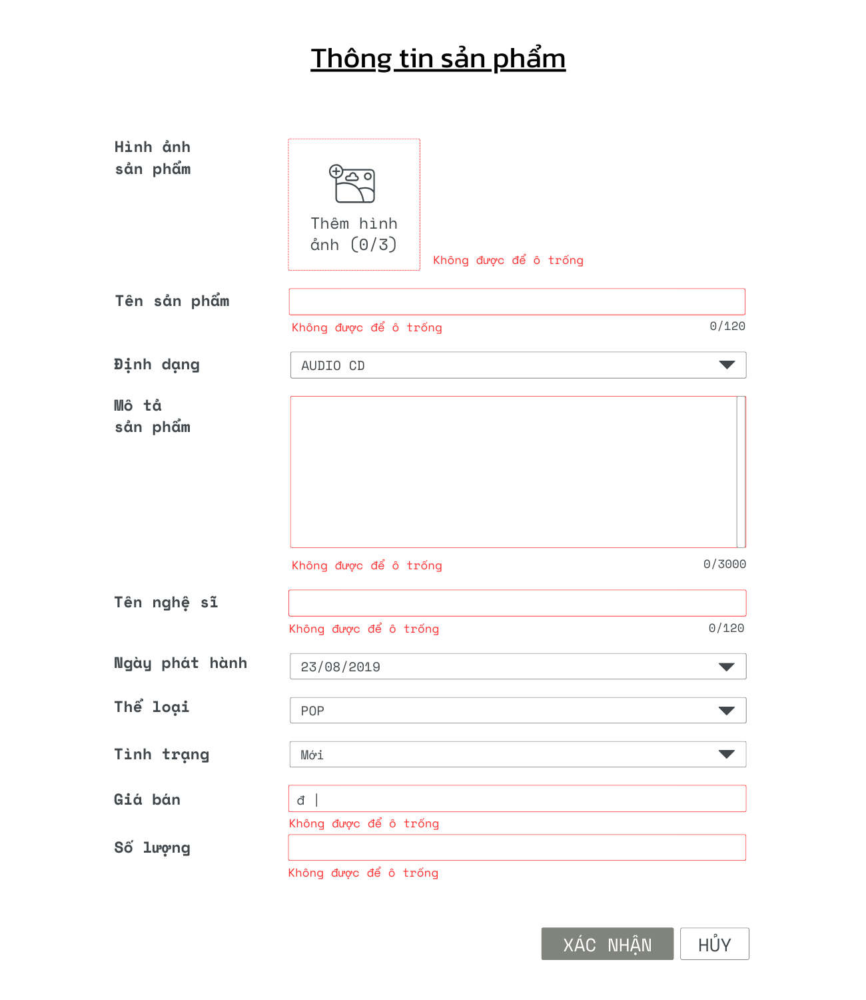 Thông tin sản phẩm
Hình ảnh
sản phẩm
Thêm hình
ảnh (0/3)
Không được để ô trống
Tên sản phẩm
Không được để ô trống
0/120
Định dạng
AUDIO CD
Mô tả
sản phẩm
Không được để ô trống
0/3000
Tên nghệ sĩ
Không được để ô trống
0/120
Ngày phát hành
23/08/2019
Thể loại
POP
Tình trạng
Mới
Giá bán
đ |
Không được để ô trống
Số lượng
Không được để ô trống
XÁC NHẬN
HỦY